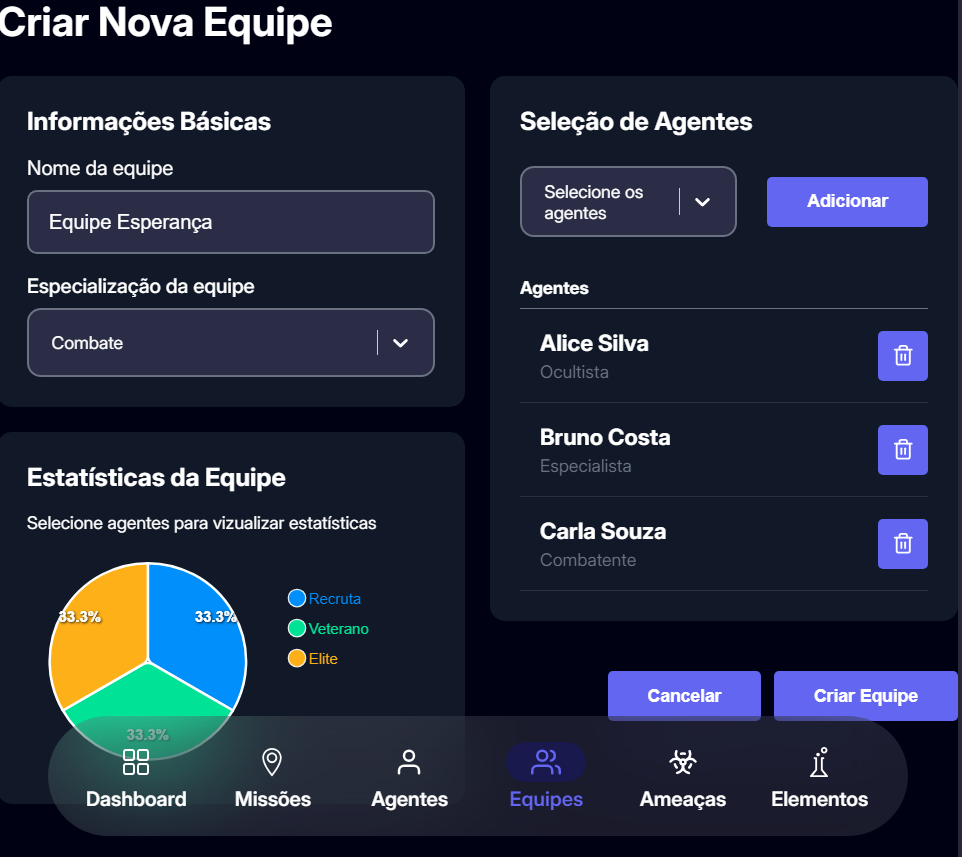 Criar Nova Equipe
Informações Básicas
Nome da equipe
Equipe Esperança
Especialização da equipe
Combate
Estatísticas da Equipe
Selecione agentes para vizualizar estatísticas
33.3%
33.3%
33.3%
Recruta
Veterano
Elite
Seleção de Agentes
Selecione os
agentes
Adicionar
Agentes
Alice Silva
Ocultista
Bruno Costa
Especialista
Carla Souza
Combatente
Cancelar
Criar Equipe
Dashboard
Missões
Agentes
Equipes
Ameaças
Elementos